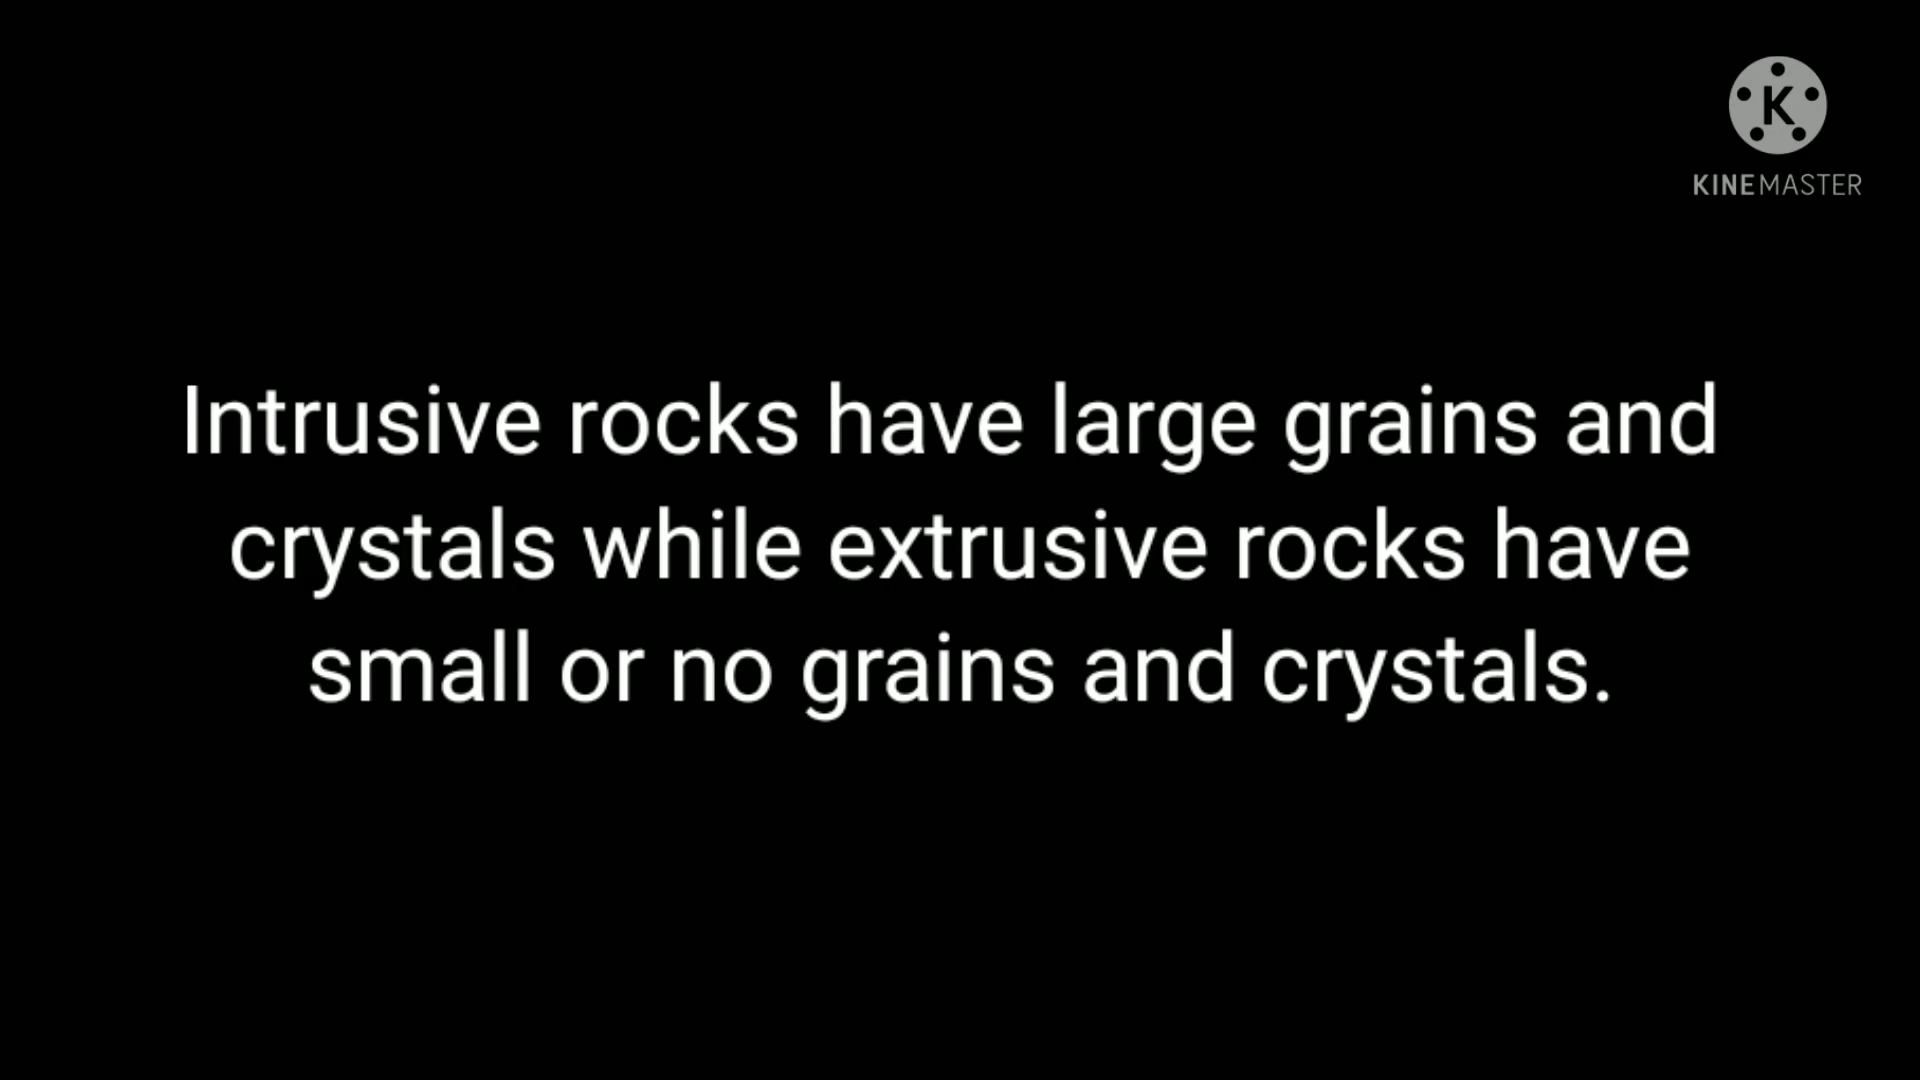 K
KINEMASTER
Intrusive rocks have large grains and
crystals while extrusive rocks have
small or no grains and crystals.